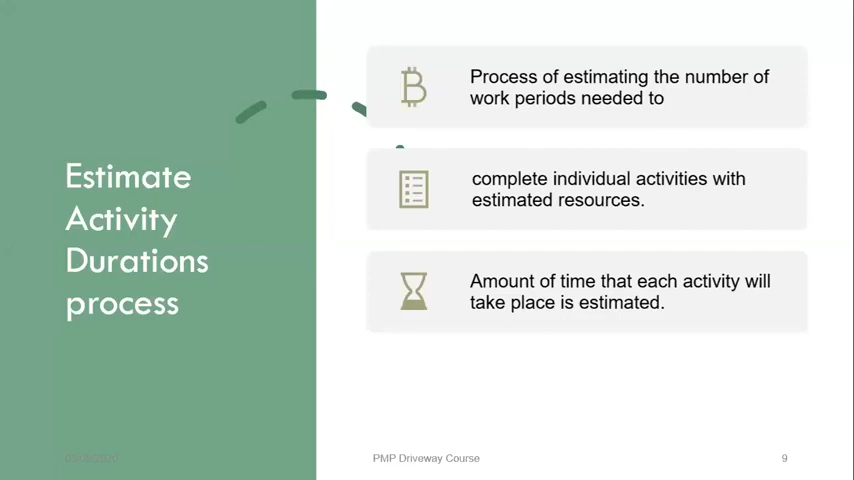 Estimate
Activity
Durations
process
Process of estimating the number of
work periods needed to
complete individual activities with
estimated resources.
Amount of time that each activity will
take place is estimated.
PMP Driveway Course
9